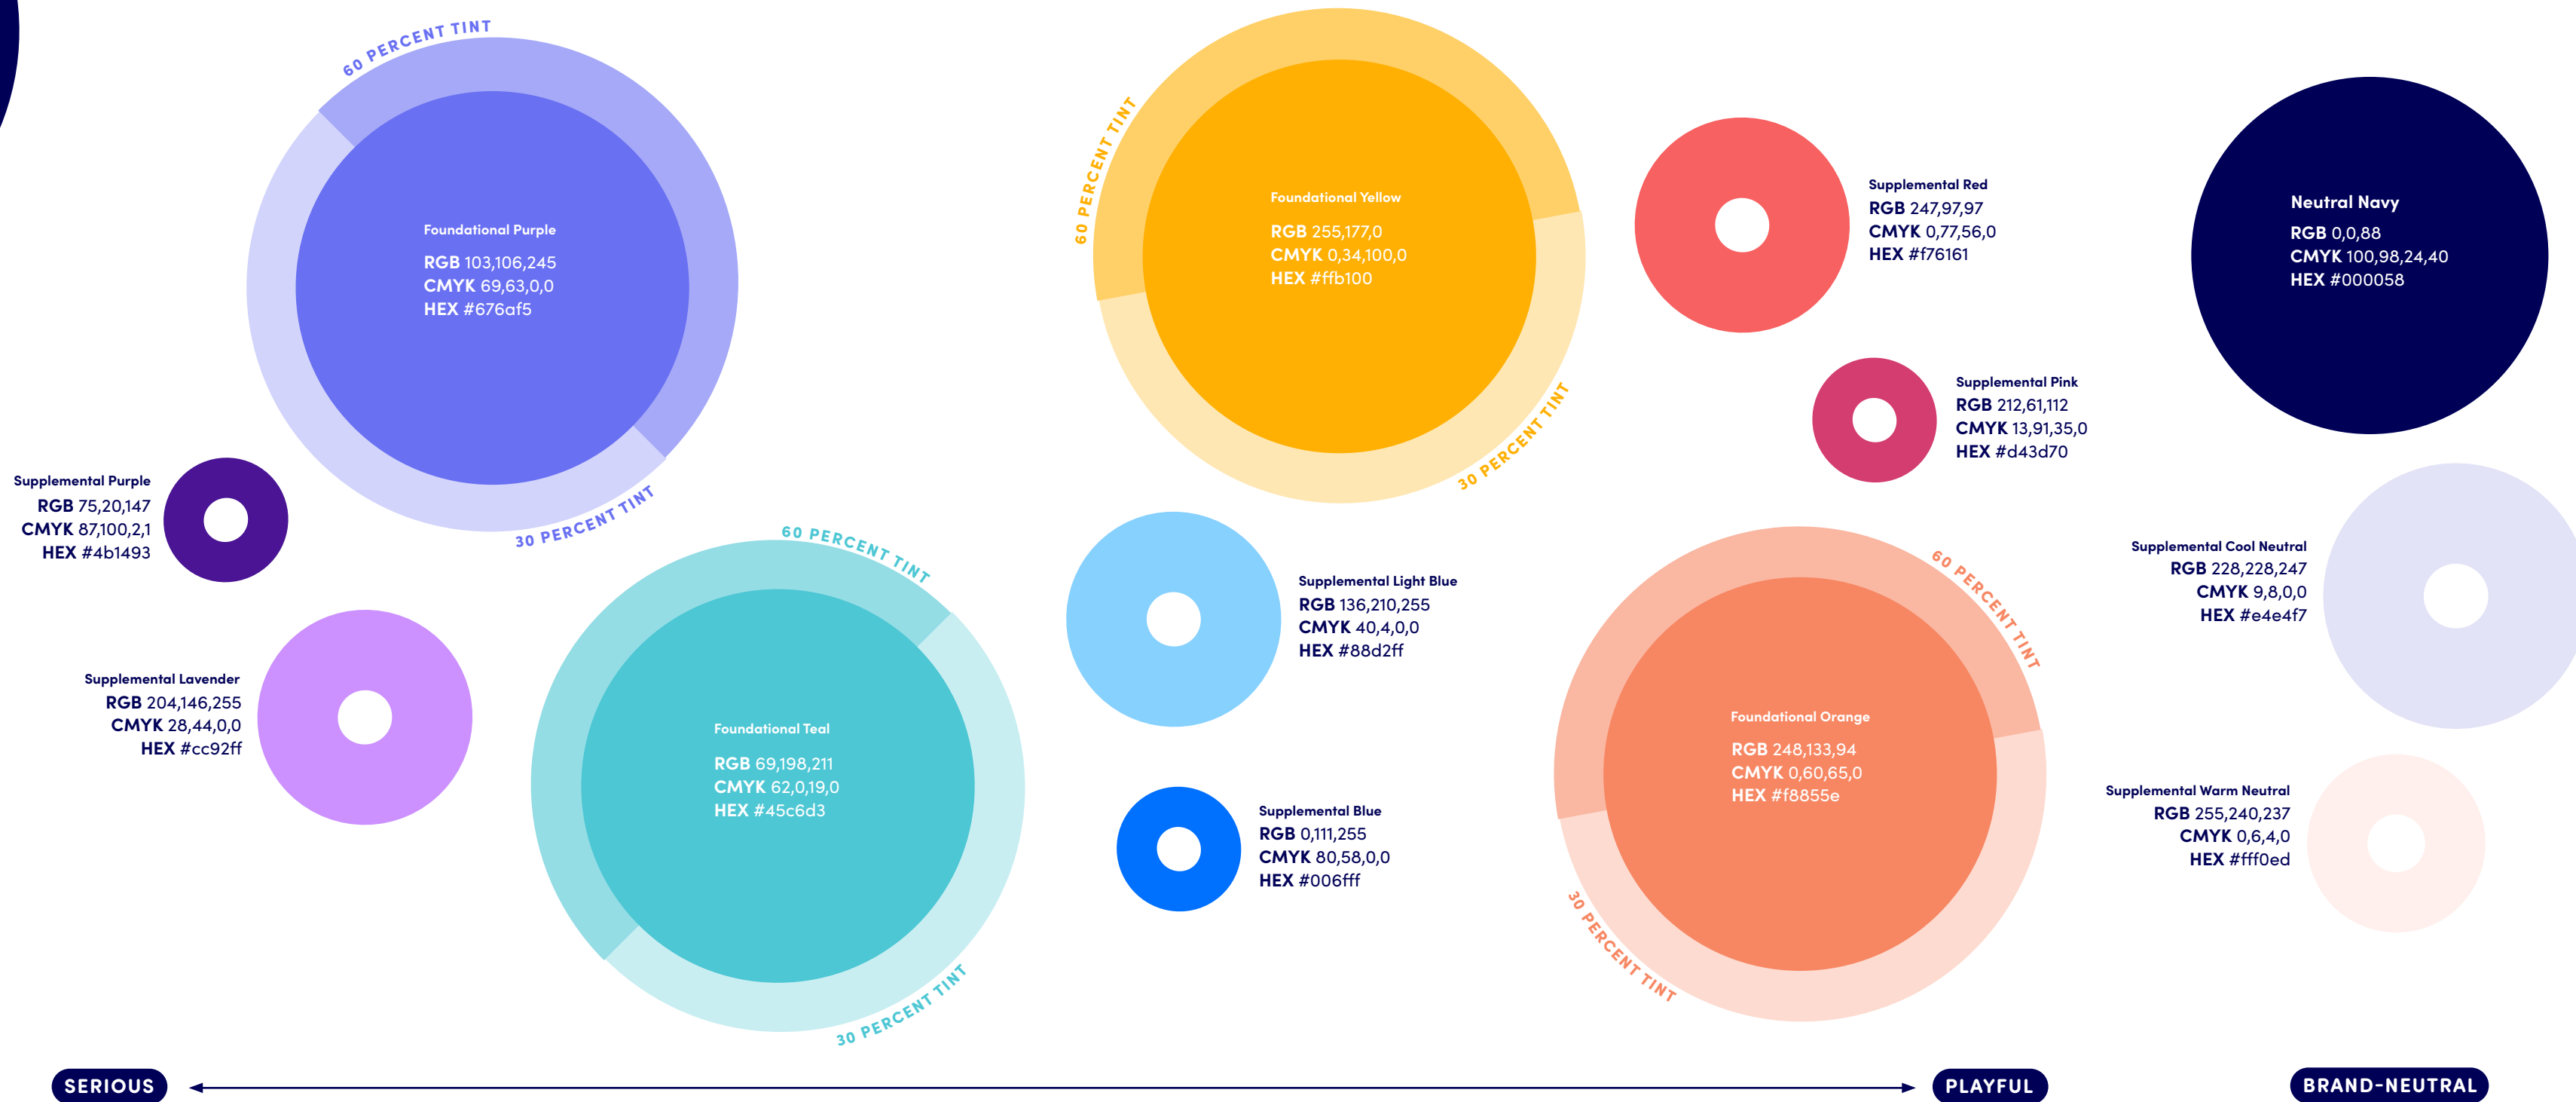 60 PERCENT TINT
Foundational Purple
RGB 103,106,245
CMYK 69,63,0,0
HEX #676af5
30 PERCENT TINT
Supplemental Purple
RGB 75,20,147
CMYK 87,100,2,1
HEX #4b1493
Supplemental Lavender
RGB 204,146,255
CMYK 28,44,0,0
HEX #cc92ff
60 PERCENT TINT
Foundational Teal
RGB 69,198,211
CMYK 62,0,19,0
HEX #45c6d3
30 PERCENT TINT
60 PERCENT TINT
Foundational Yellow
RGB 255,177,0
CMYK 0,34,100,0
HEX #ffb100
30 PERCENT TINT
Supplemental Light Blue
RGB 136,210,255
CMYK 40,4,0,0
HEX #88d2ff
Supplemental Blue
RGB 0,111,255
CMYK 80,58,0,0
HEX #006fff
Supplemental Red
RGB 247,97,97
CMYK 0,77,56,0
HEX #f76161
Supplemental Pink
RGB 212,61,112
CMYK 13,91,35,0
HEX #d43d70
60 PERCENT TINT
Foundational Orange
RGB 248,133,94
CMYK 0,60,65,0
HEX #f8855e
30 PERCENT TINT
Neutral Navy
RGB 0,0,88
CMYK 100,98,24,40
HEX #000058
Supplemental Cool Neutral
RGB 228,228,247
CMYK 9,8,0,0
HEX #e4e4f7
Supplemental Warm Neutral
RGB 255,240,237
CMYK 0,6,4,0
HEX #fff0ed
SERIOUS
PLAYFUL
BRAND-NEUTRAL